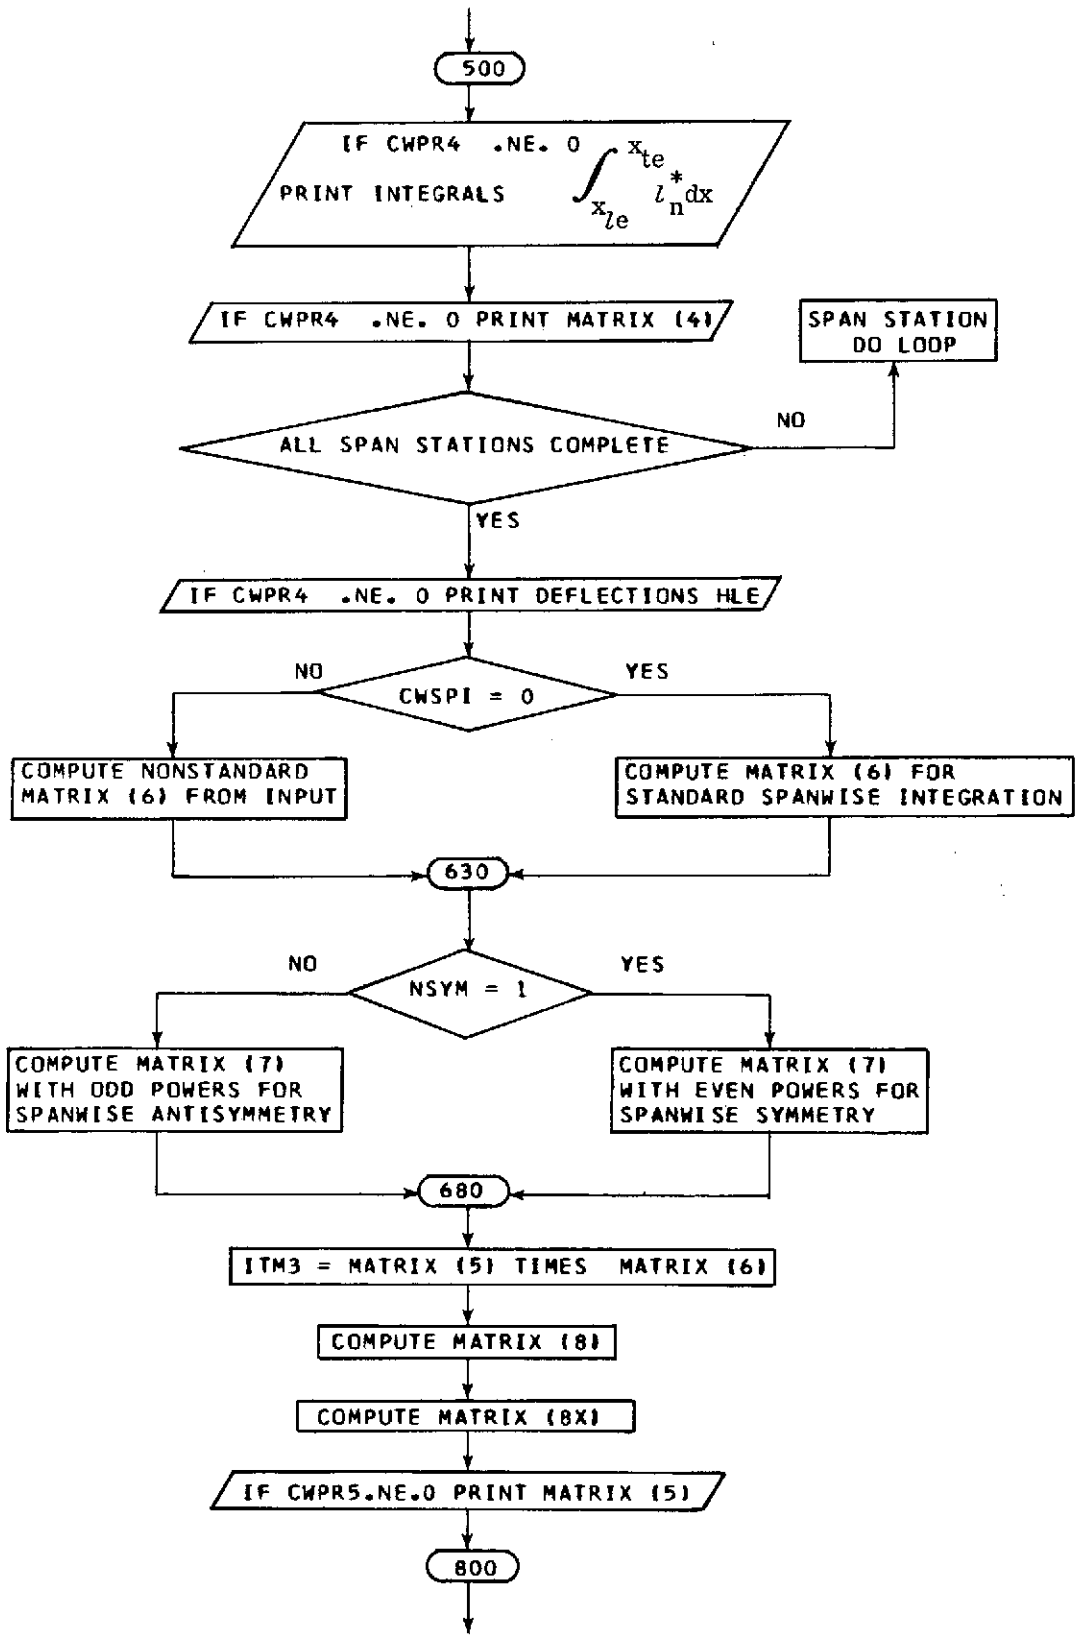 500
IF CWPR4 .NE. 0
PRINT INTEGRALS ∫ x_le x_te l*_n dx
IF CWPR4 .NE. 0 PRINT MATRIX (4)
SPAN STATION
DO LOOP
ALL SPAN STATIONS COMPLETE
NO
YES
IF CWPR4 .NE. 0 PRINT DEFLECTIONS HLE
NO
YES
CWSPI = 0
COMPUTE NONSTANDARD
MATRIX (6) FROM INPUT
COMPUTE MATRIX (6) FOR
STANDARD SPANWISE INTEGRATION
630
NO
YES
NSYM = 1
COMPUTE MATRIX (7)
WITH ODD POWERS FOR
SPANWISE ANTISYMMETRY
COMPUTE MATRIX (7)
WITH EVEN POWERS FOR
SPANWISE SYMMETRY
680
ITM3 = MATRIX (5) TIMES MATRIX (6)
COMPUTE MATRIX (8)
COMPUTE MATRIX (8X)
IF CWPR5.NE.0 PRINT MATRIX (5)
800